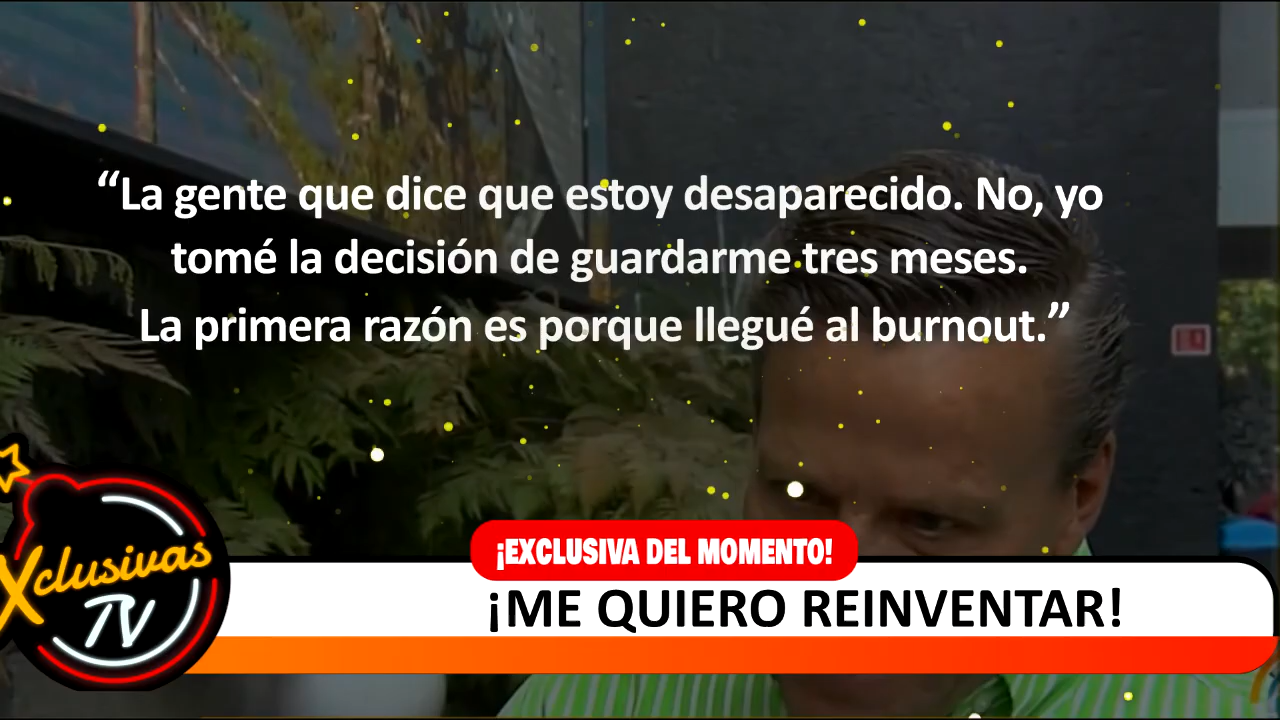 “La gente que dice que estoy desaparecido. No, yo
tomé la decisión de guardarme tres meses.
La primera razón es porque llegué al burnout.”
¡EXCLUSIVA DEL MOMENTO!
¡ME QUIERO REINVENTAR!
Xclusivas
TV